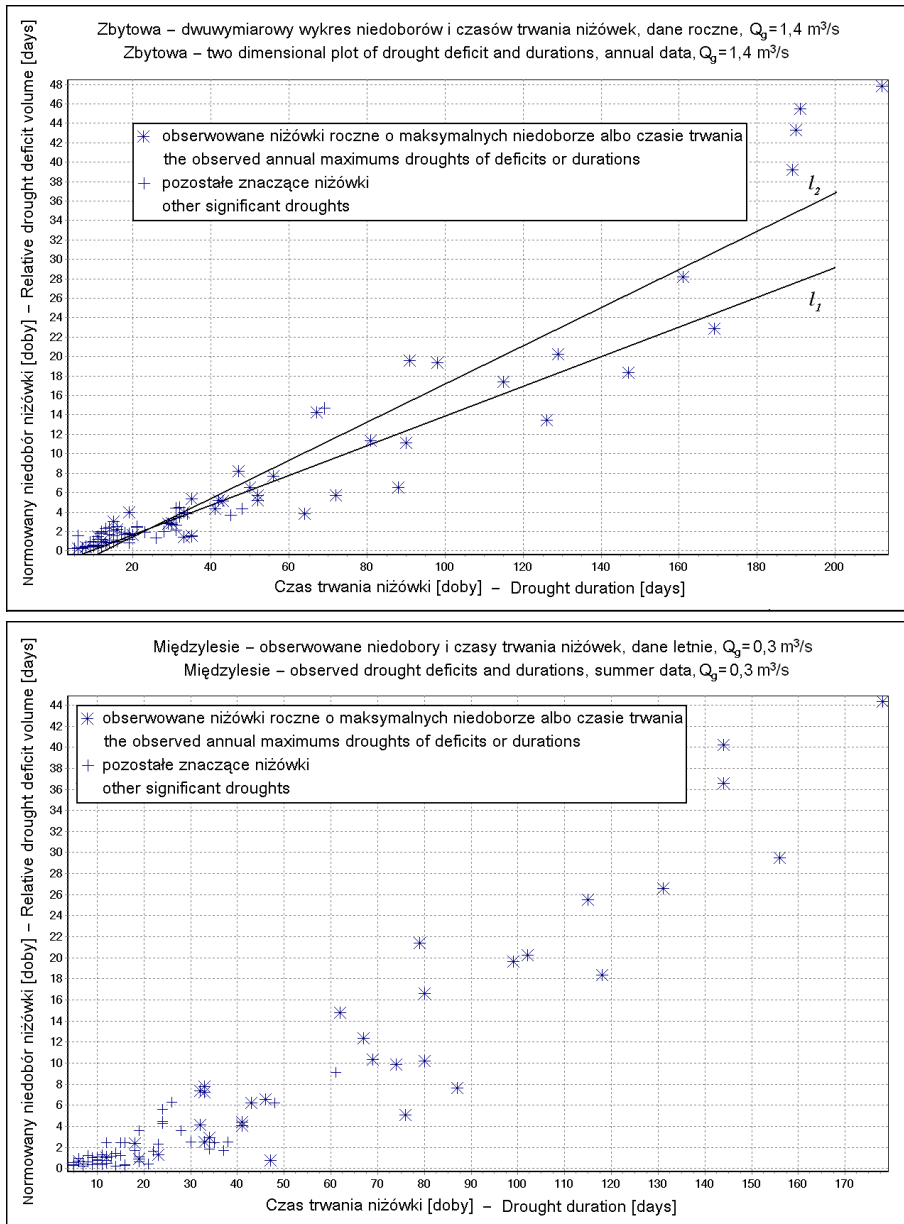 Zbytowa – dwuwymiarowy wykres niedoborów i czasów trwania niżówek, dane roczne, Qg=1,4 m³/s
Zbytowa – two dimensional plot of drought deficit and durations, annual data, Qg=1,4 m³/s
Normowany niedobór niżówki [doby] – Relative drought deficit volume [days]
48
46
44
42
40
38
36
34
32
30
28
26
24
22
20
18
16
14
12
10
8
6
4
2
0
obserwowane niżówki roczne o maksymalnych niedoborze albo czasie trwania
the observed annual maximums droughts of deficits or durations
pozostałe znaczące niżówki
other significant droughts
l2
l1
20 40 60 80 100 120 140 160 180 200
Czas trwania niżówki [doby] – Drought duration [days]
Międzylesie – obserwowane niedobory i czasy trwania niżówek, dane letnie, Qg=0,3 m³/s
Międzylesie – observed drought deficits and durations, summer data, Qg=0,3 m³/s
Normowany niedobór niżówki [doby] – Relative drought deficit volume [days]
44
42
40
38
36
34
32
30
28
26
24
22
20
18
16
14
12
10
8
6
4
2
0
obserwowane niżówki roczne o maksymalnych niedoborze albo czasie trwania
the observed annual maximums droughts of deficits or durations
pozostałe znaczące niżówki
other significant droughts
10 20 30 40 50 60 70 80 90 100 110 120 130 140 150 160 170
Czas trwania niżówki [doby] – Drought duration [days]